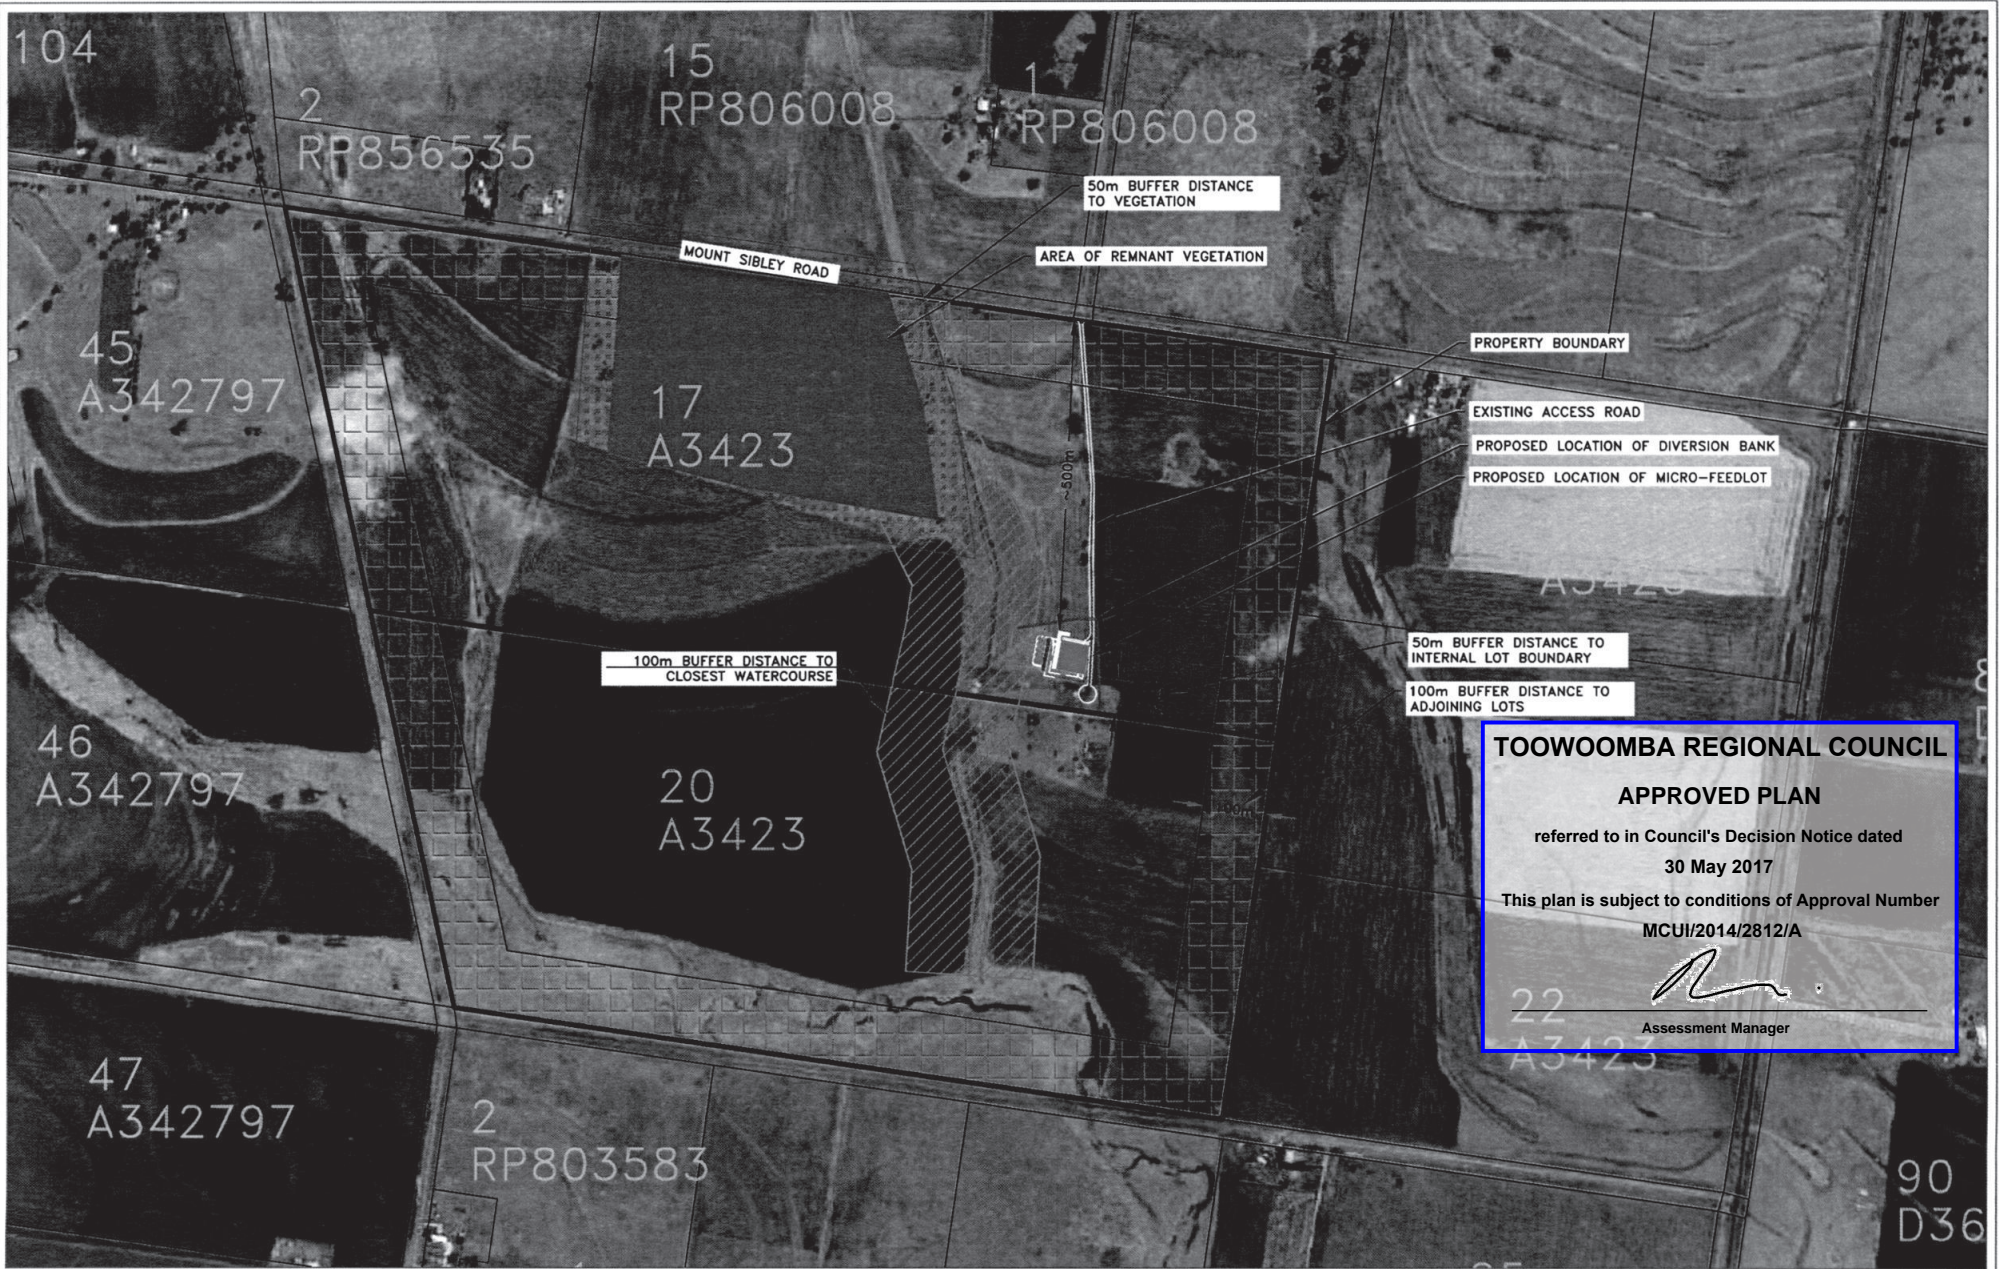 104
2
RP856535
15
RP806008
1
RP806008
50m BUFFER DISTANCE
TO VEGETATION
MOUNT SIBLEY ROAD
AREA OF REMNANT VEGETATION
45
A342797
17
A3423
~500m
PROPERTY BOUNDARY
EXISTING ACCESS ROAD
PROPOSED LOCATION OF DIVERSION BANK
PROPOSED LOCATION OF MICRO-FEEDLOT
A3423
100m BUFFER DISTANCE TO
CLOSEST WATERCOURSE
50m BUFFER DISTANCE TO
INTERNAL LOT BOUNDARY
100m BUFFER DISTANCE TO
ADJOINING LOTS
46
A342797
20
A3423
100m
TOOWOOMBA REGIONAL COUNCIL
APPROVED PLAN
referred to in Council's Decision Notice dated
30 May 2017
This plan is subject to conditions of Approval Number
MCUI/2014/2812/A
Assessment Manager
22
A3423
47
A342797
2
RP803583
90
D36